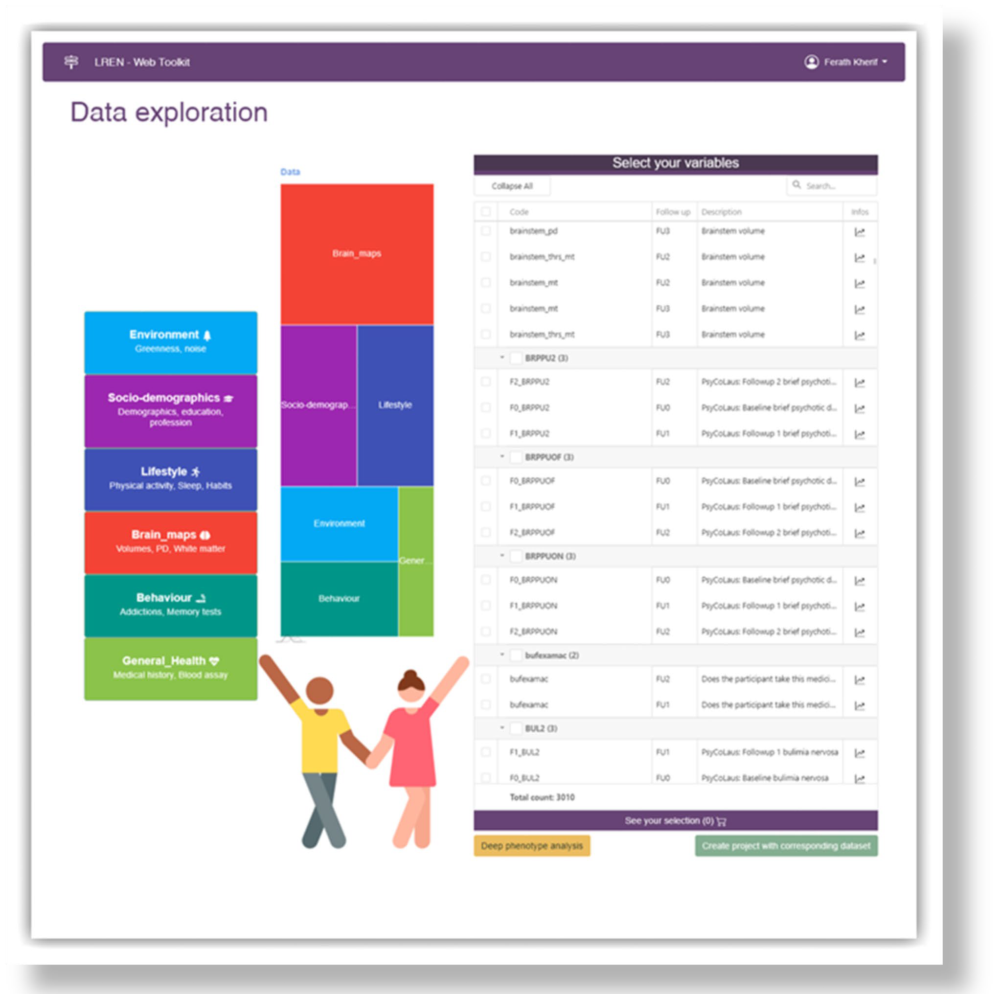 LREN - Web Toolkit
Ferath Kherif
Data exploration
Environment
Greenness, noise
Socio-demographics
Demographics, education,
profession
Lifestyle
Physical activity, Sleep, Habits
Brain_maps
Volumes, PD, White matter
Behaviour
Addictions, Memory tests
General_Health
Medical history, Blood assay
Data
Brain_maps
Socio-demograp...
Lifestyle
Environment
Gener...
Behaviour
Select your variables
Collapse All
Search...
Code Follow up Description Infos
brainstem_pd FU3 Brainstem volume
brainstem_thrs_mt FU2 Brainstem volume
brainstem_mt FU2 Brainstem volume
brainstem_mt FU3 Brainstem volume
brainstem_thrs_mt FU3 Brainstem volume
BRPPU2 (3)
F2_BRPPU2 FU2 PsyCoLaus: Followup 2 brief psychoti...
F0_BRPPU2 FU0 PsyCoLaus: Baseline brief psychotic d...
F1_BRPPU2 FU1 PsyCoLaus: Followup 1 brief psychoti...
BRPPUOF (3)
F0_BRPPUOF FU0 PsyCoLaus: Baseline brief psychotic d...
F1_BRPPUOF FU1 PsyCoLaus: Followup 1 brief psychoti...
F2_BRPPUOF FU2 PsyCoLaus: Followup 2 brief psychoti...
BRPPUON (3)
F0_BRPPUON FU0 PsyCoLaus: Baseline brief psychotic d...
F1_BRPPUON FU1 PsyCoLaus: Followup 1 brief psychoti...
F2_BRPPUON FU2 PsyCoLaus: Followup 2 brief psychoti...
bufexamac (2)
bufexamac FU2 Does the participant take this medici...
bufexamac FU1 Does the participant take this medici...
BUL2 (3)
F1_BUL2 FU1 PsyCoLaus: Followup 1 bulimia nervosa
F0_BUL2 FU0 PsyCoLaus: Baseline bulimia nervosa
Total count: 3010
See your selection (0)
Deep phenotype analysis
Create project with corresponding dataset